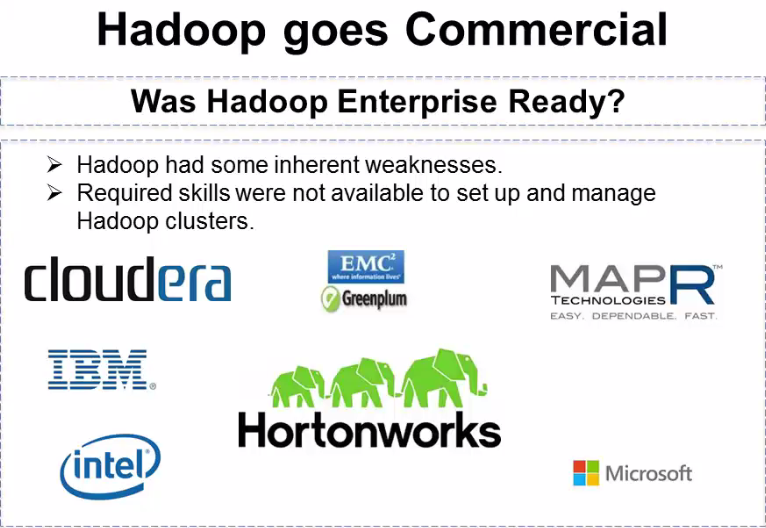 Hadoop goes Commercial
Was Hadoop Enterprise Ready?
➢ Hadoop had some inherent weaknesses.
➢ Required skills were not available to set up and manage
Hadoop clusters.
cloudera
EMC²
where information lives®
Greenplum
MAPR™
TECHNOLOGIES
EASY. DEPENDABLE. FAST.
IBM®
Hortonworks
intel®
Microsoft